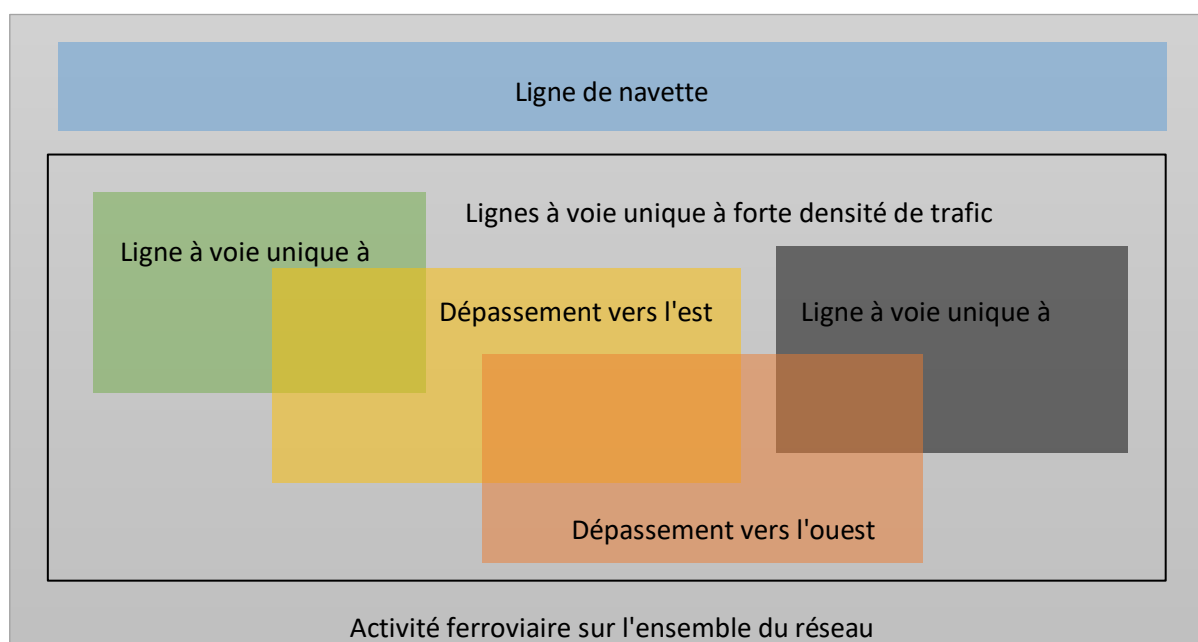 Ligne de navette
Lignes à voie unique à forte densité de trafic
Ligne à voie unique à
Dépassement vers l'est
Ligne à voie unique à
Dépassement vers l'ouest
Activité ferroviaire sur l'ensemble du réseau